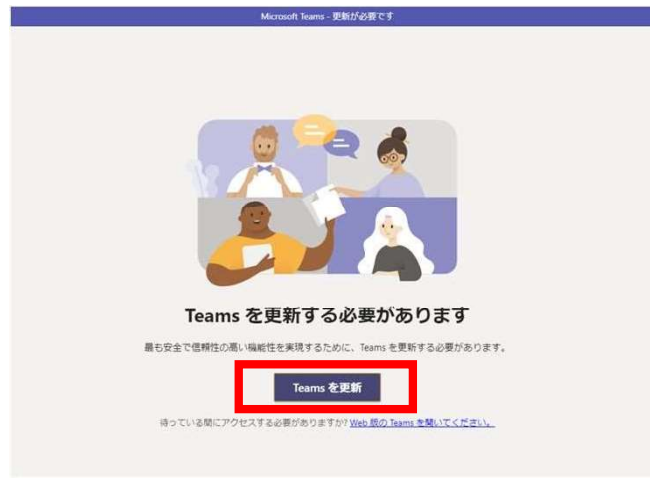 Microsoft Teams - 更新が必要です
Teams を更新する必要があります
最も安全で信頼性の高い機能性を実現するために、Teams を更新する必要があります。
Teams を更新
待っている間にアクセスする必要がありますか? Web 版の Teams を開いてください。